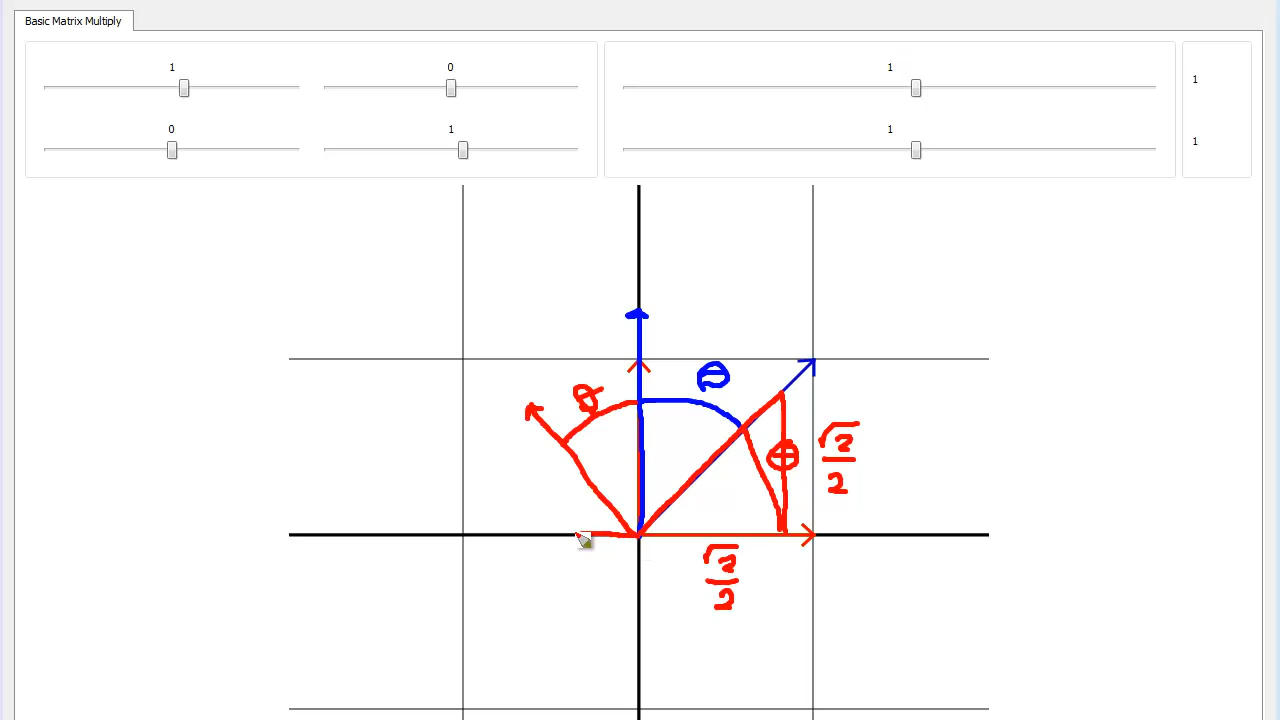 Basic Matrix Multiply
1 0 1 1
0 1 1 1
θ
θ
θ
√2
2
√2
2